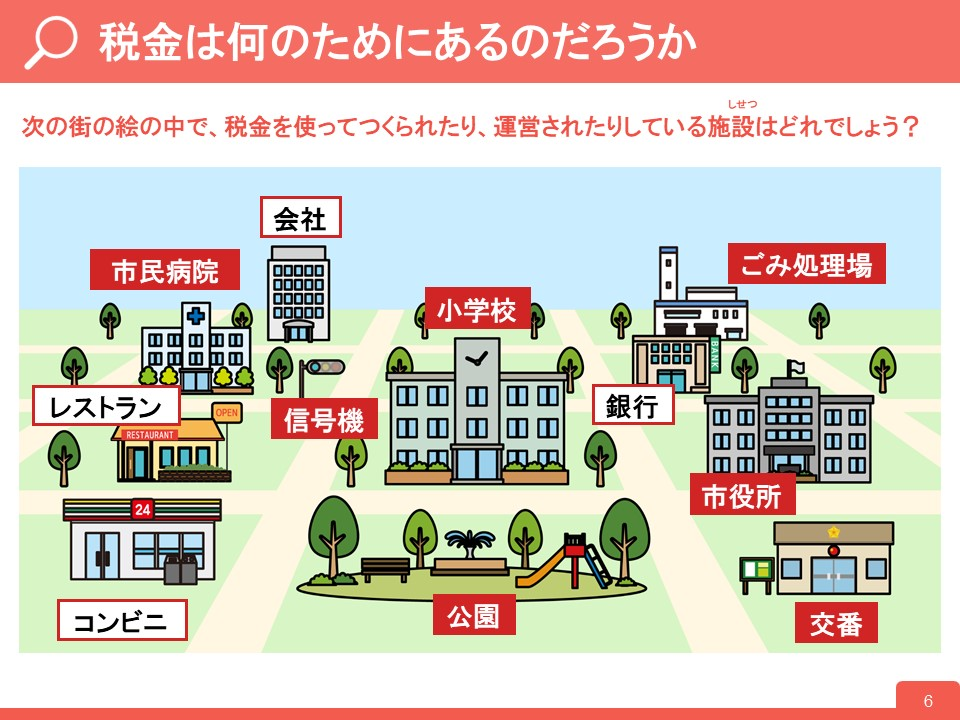 税金は何のためにあるのだろうか
しせつ
次の街の絵の中で、税金を使ってつくられたり、運営されたりしている施設はどれでしょう？
会社
市民病院
ごみ処理場
小学校
BANK
レストラン
OPEN
信号機
銀行
RESTAURANT
市役所
24
公園
コンビニ
交番
6